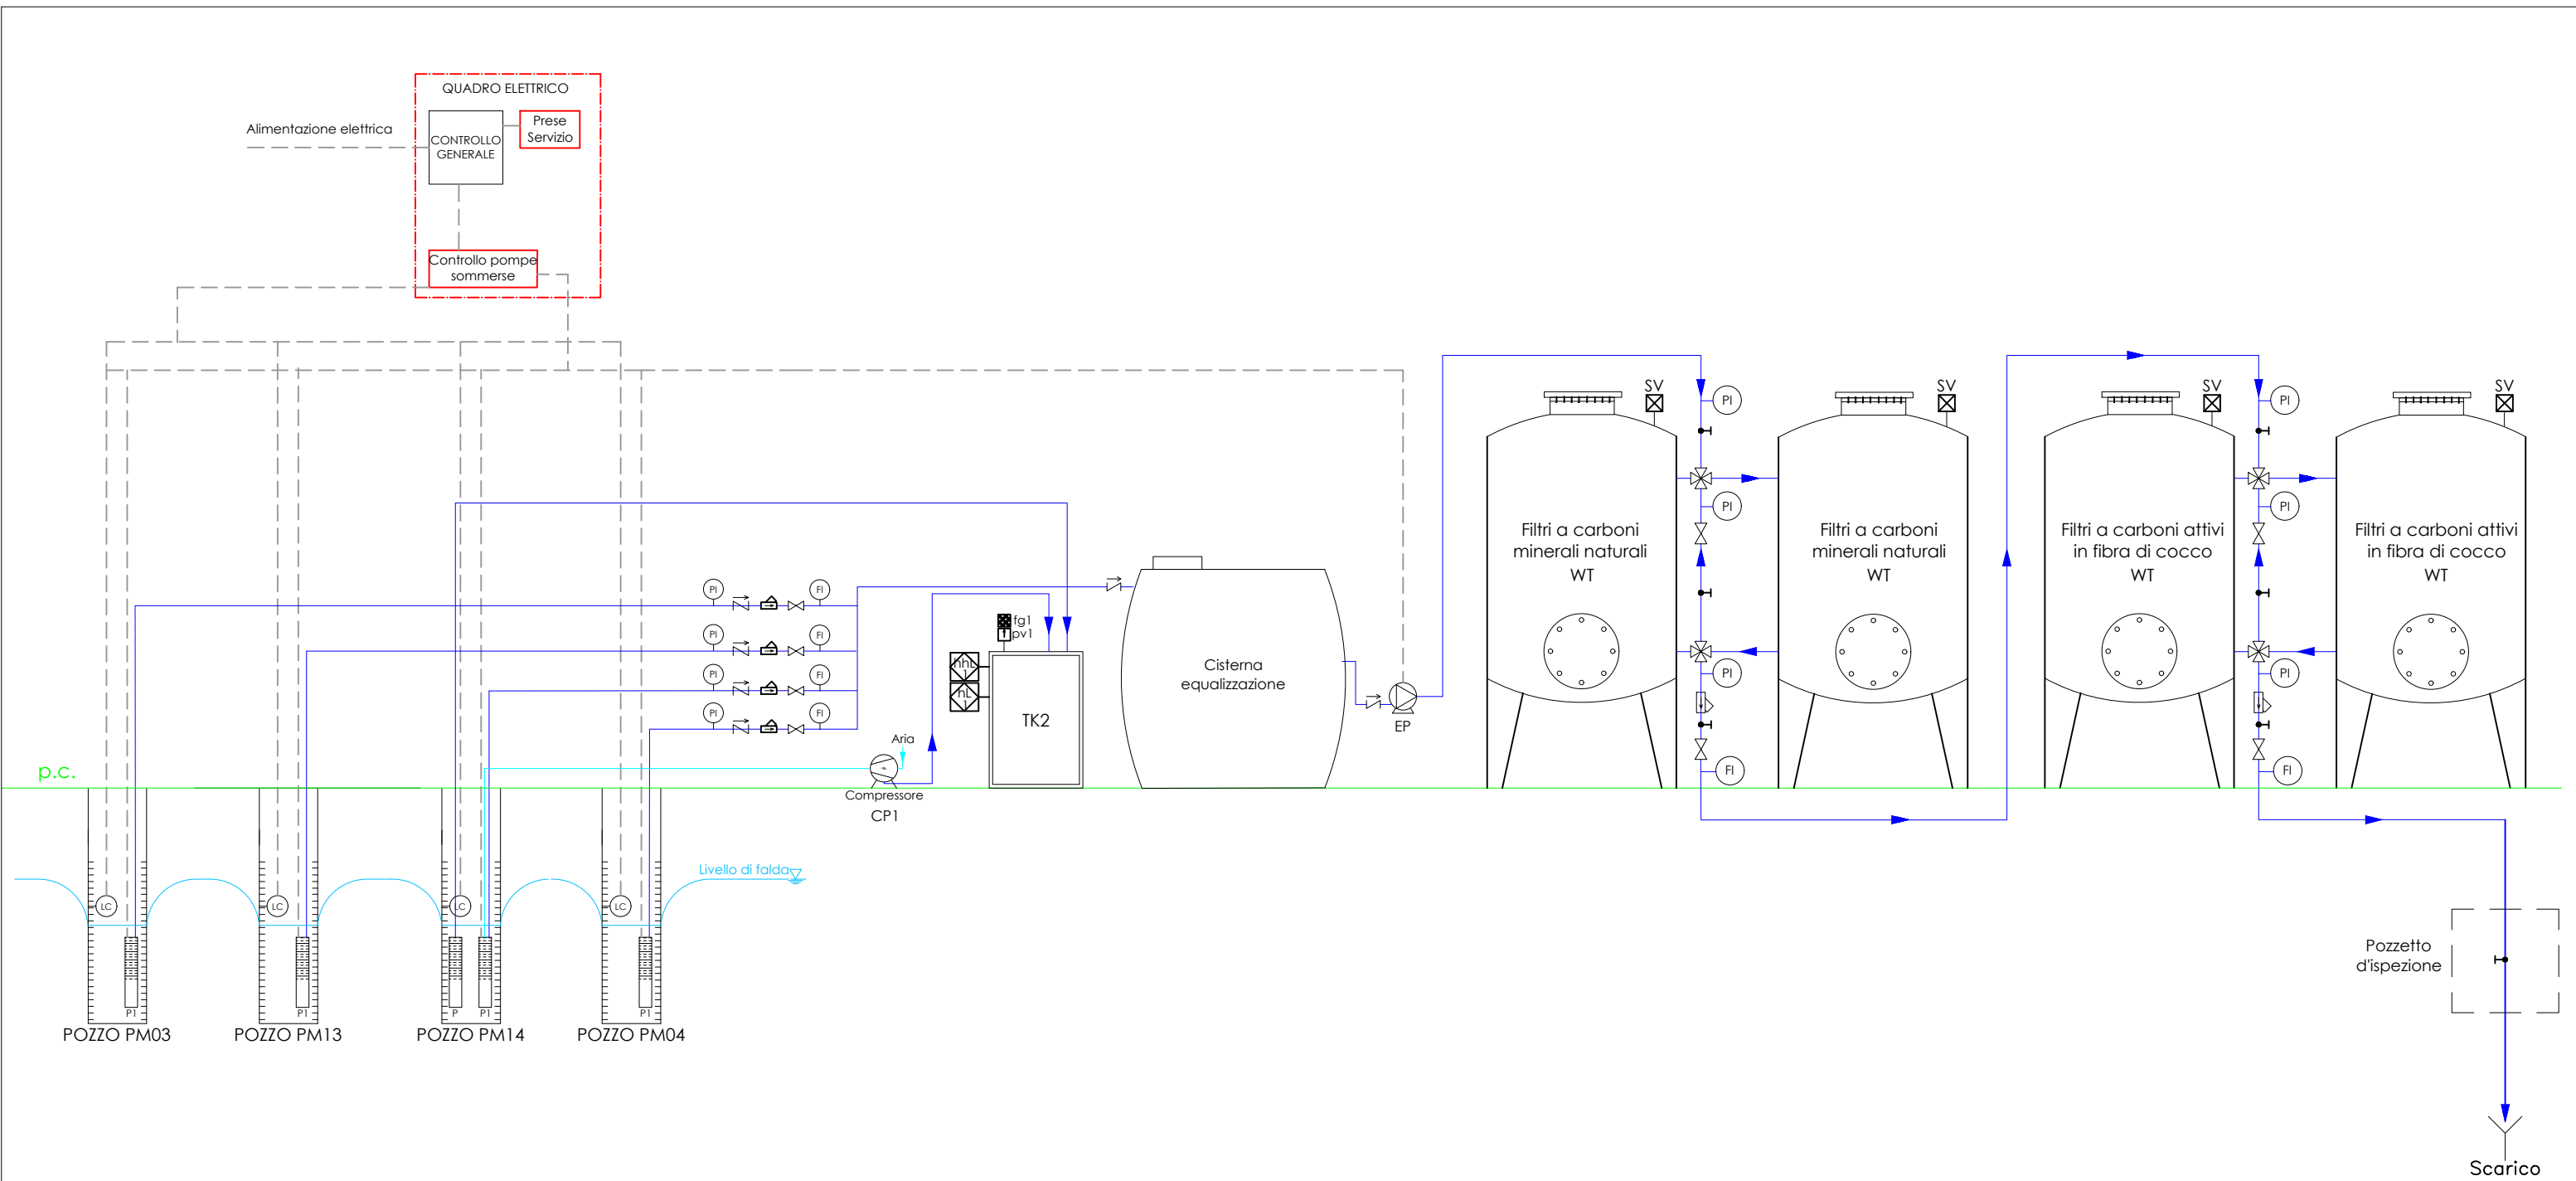 QUADRO ELETTRICO
Alimentazione elettrica
CONTROLLO
GENERALE
Prese
Servizio
Controllo pompe
sommerse
SV
SV
SV
SV
PI
PI
PI
PI
Filtri a carboni
minerali naturali
WT
Filtri a carboni
minerali naturali
WT
Filtri a carboni attivi
in fibra di cocco
WT
Filtri a carboni attivi
in fibra di cocco
WT
PI
FI
PI
FI
PI
FI
PI
FI
fg1
pv1
hhL
1
hL
1
TK2
Cisterna
equalizzazione
EP
PI
PI
FI
FI
Aria
Compressore
CP1
p.c.
Livello di falda
LC
LC
LC
LC
P1
P1
P
P1
P1
POZZO PM03
POZZO PM13
POZZO PM14
POZZO PM04
Pozzetto
d'ispezione
Scarico